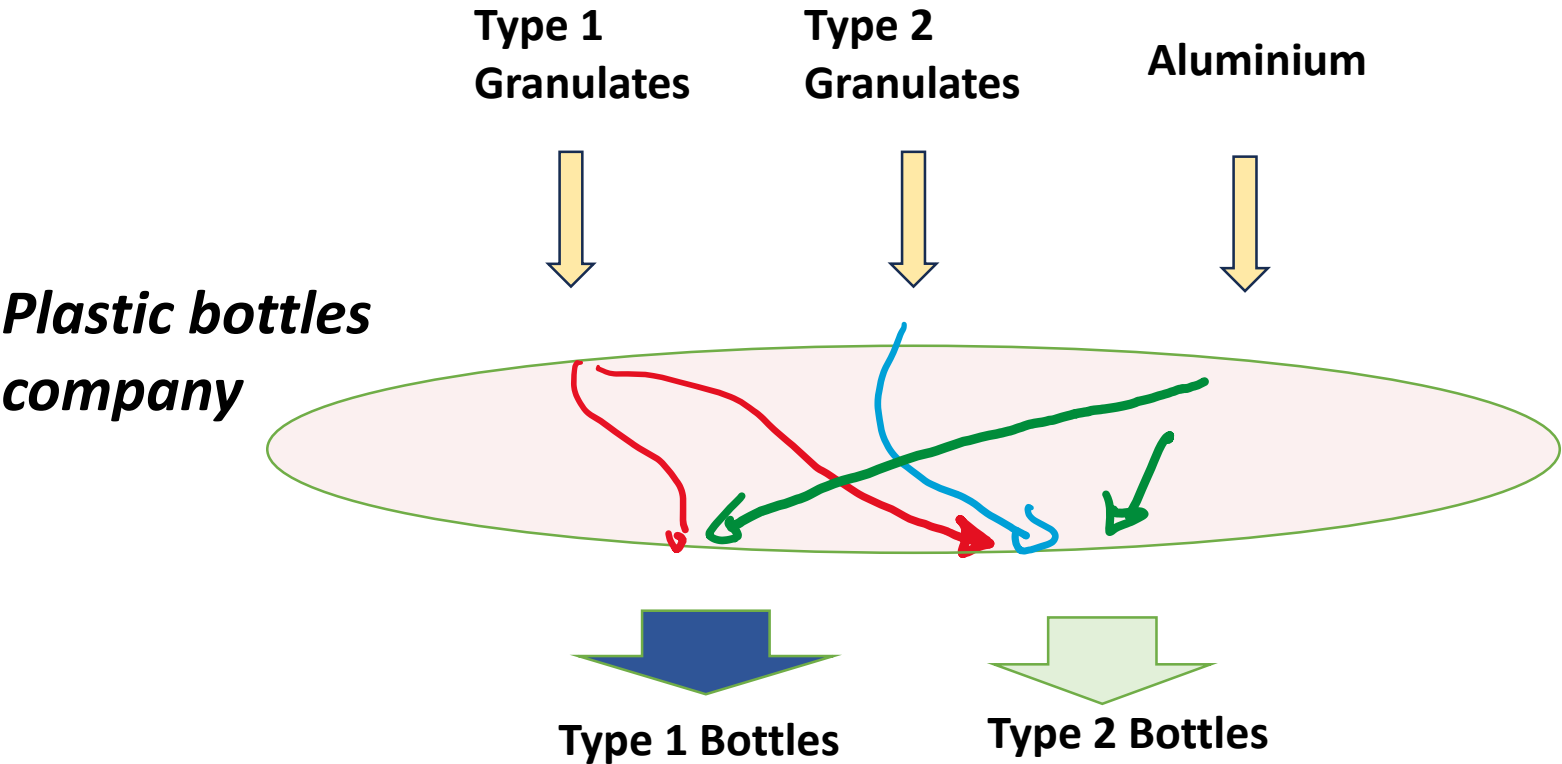 Type 1
Granulates
Type 2
Granulates
Aluminium
Plastic bottles
company
Type 1 Bottles
Type 2 Bottles